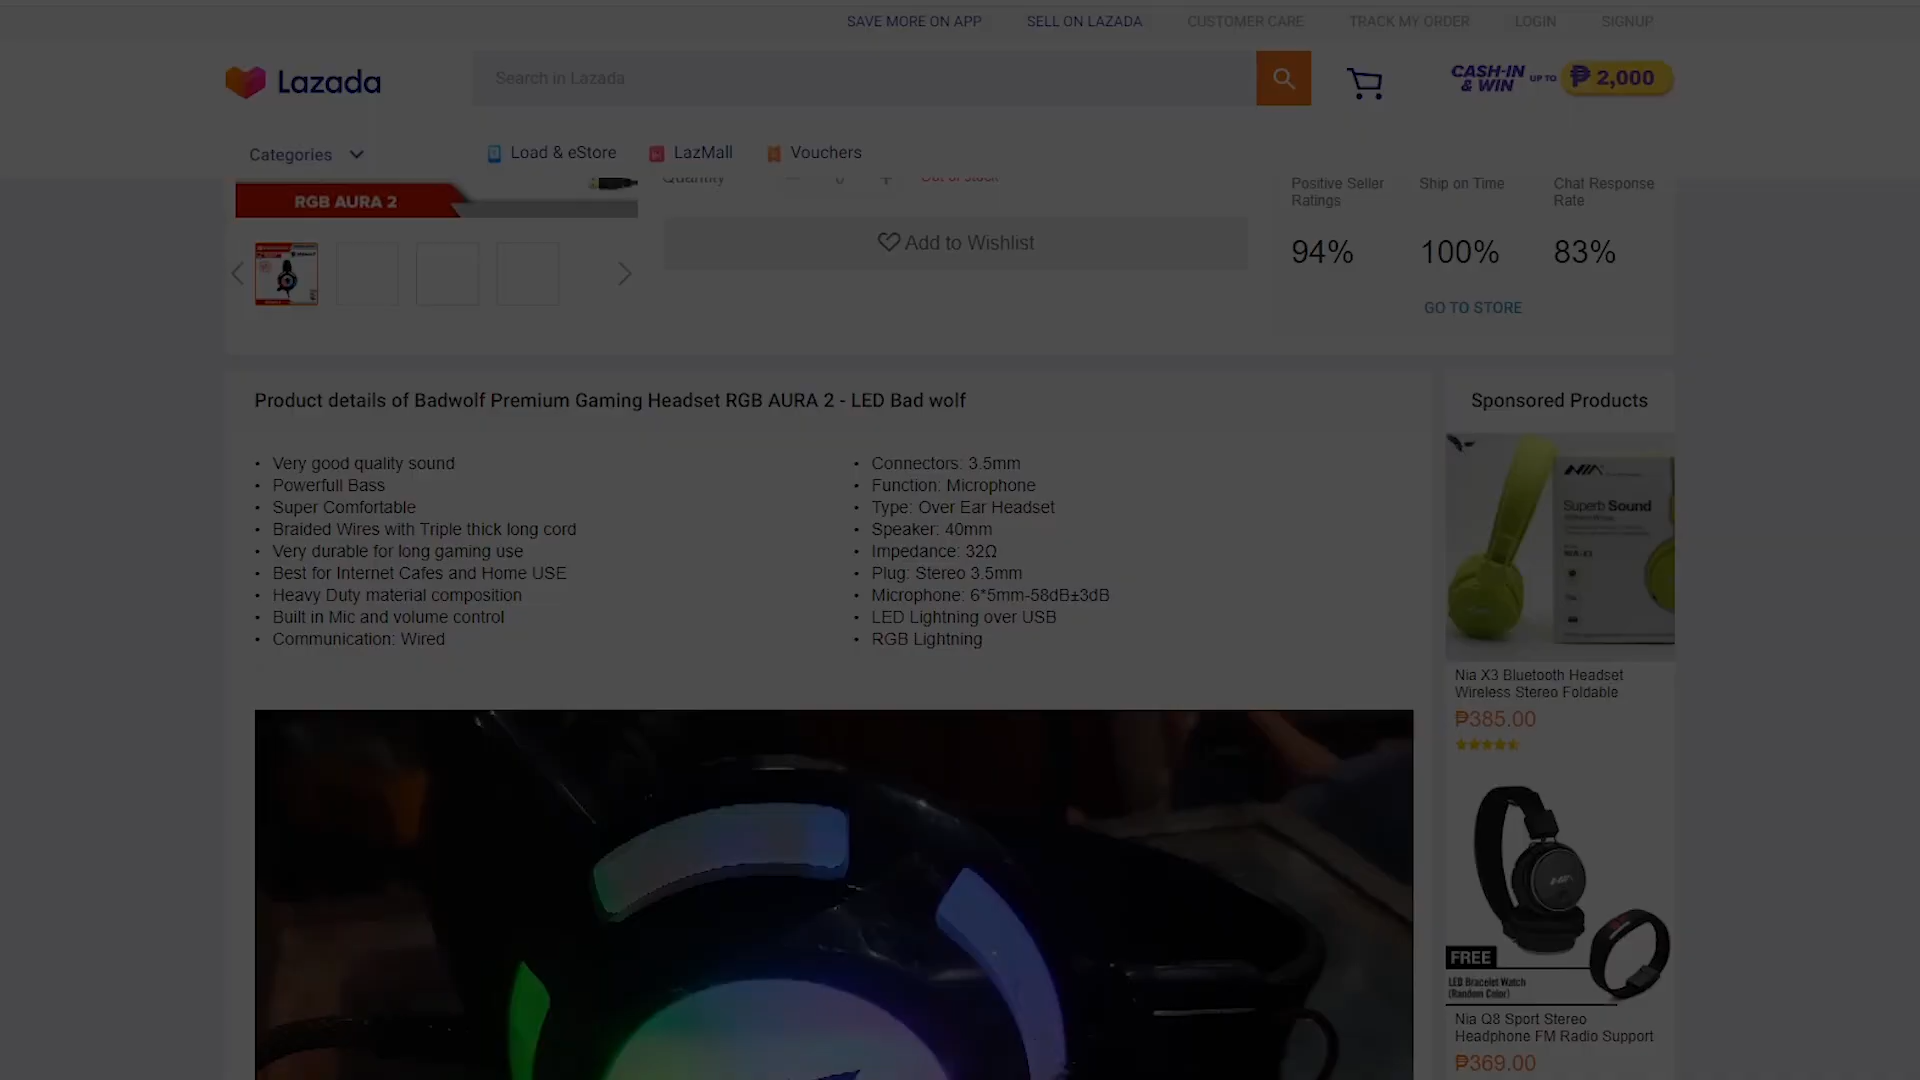 SAVE MORE ON APP SELL ON LAZADA CUSTOMER CARE TRACK MY ORDER LOGIN SIGNUP
Lazada
Search in Lazada
CASH-IN & WIN UP TO ₱ 2,000
Categories Load & eStore LazMall Vouchers
Quantity 0 + Out of stock
RGB AURA 2
Add to Wishlist
Positive Seller Ratings
Ship on Time
Chat Response Rate
94% 100% 83%
GO TO STORE
Product details of Badwolf Premium Gaming Headset RGB AURA 2 - LED Bad wolf
• Very good quality sound
• Powerfull Bass
• Super Comfortable
• Braided Wires with Triple thick long cord
• Very durable for long gaming use
• Best for Internet Cafes and Home USE
• Heavy Duty material composition
• Built in Mic and volume control
• Communication: Wired
• Connectors: 3.5mm
• Function: Microphone
• Type: Over Ear Headset
• Speaker: 40mm
• Impedance: 32Ω
• Plug: Stereo 3.5mm
• Microphone: 6*5mm-58dB±3dB
• LED Lightning over USB
• RGB Lightning
Sponsored Products
NIA
Superb Sound
Nia X3 Bluetooth Headset
Wireless Stereo Foldable
₱385.00
NIA
FREE
LED Bracelet Watch
(Random Color)
Nia Q8 Sport Stereo
Headphone FM Radio Support
₱369.00